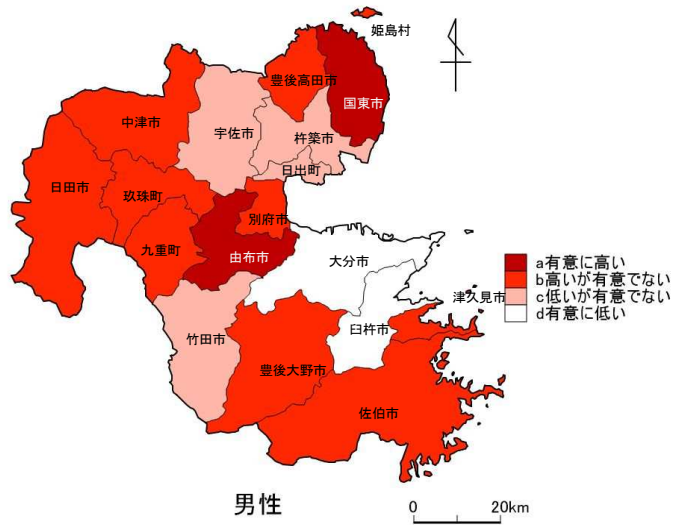 姫島村
豊後高田市
国東市
中津市
宇佐市
杵築市
日出町
日田市
玖珠町
別府市
九重町
由布市
大分市
a有意に高い
b高いが有意でない
c低いが有意でない
d有意に低い
津久見市
臼杵市
竹田市
豊後大野市
佐伯市
男性
0 20km